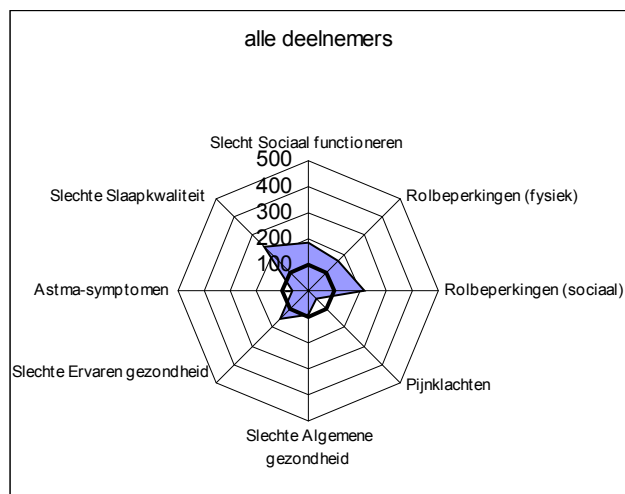 alle deelnemers
Slecht Sociaal functioneren
500
400
300
200
100
Slechte Slaapkwaliteit
Rolbeperkingen (fysiek)
Astma-symptomen
Rolbeperkingen (sociaal)
Slechte Ervaren gezondheid
Pijnklachten
Slechte Algemene
gezondheid